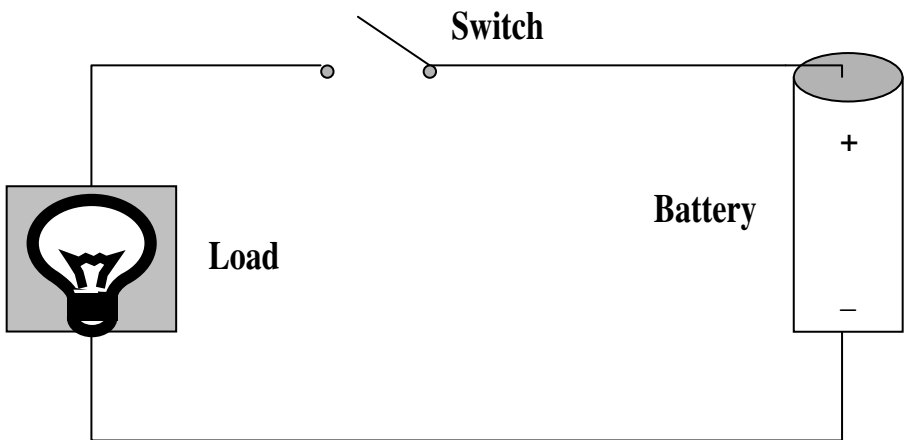 Switch
+
Battery
Load
–